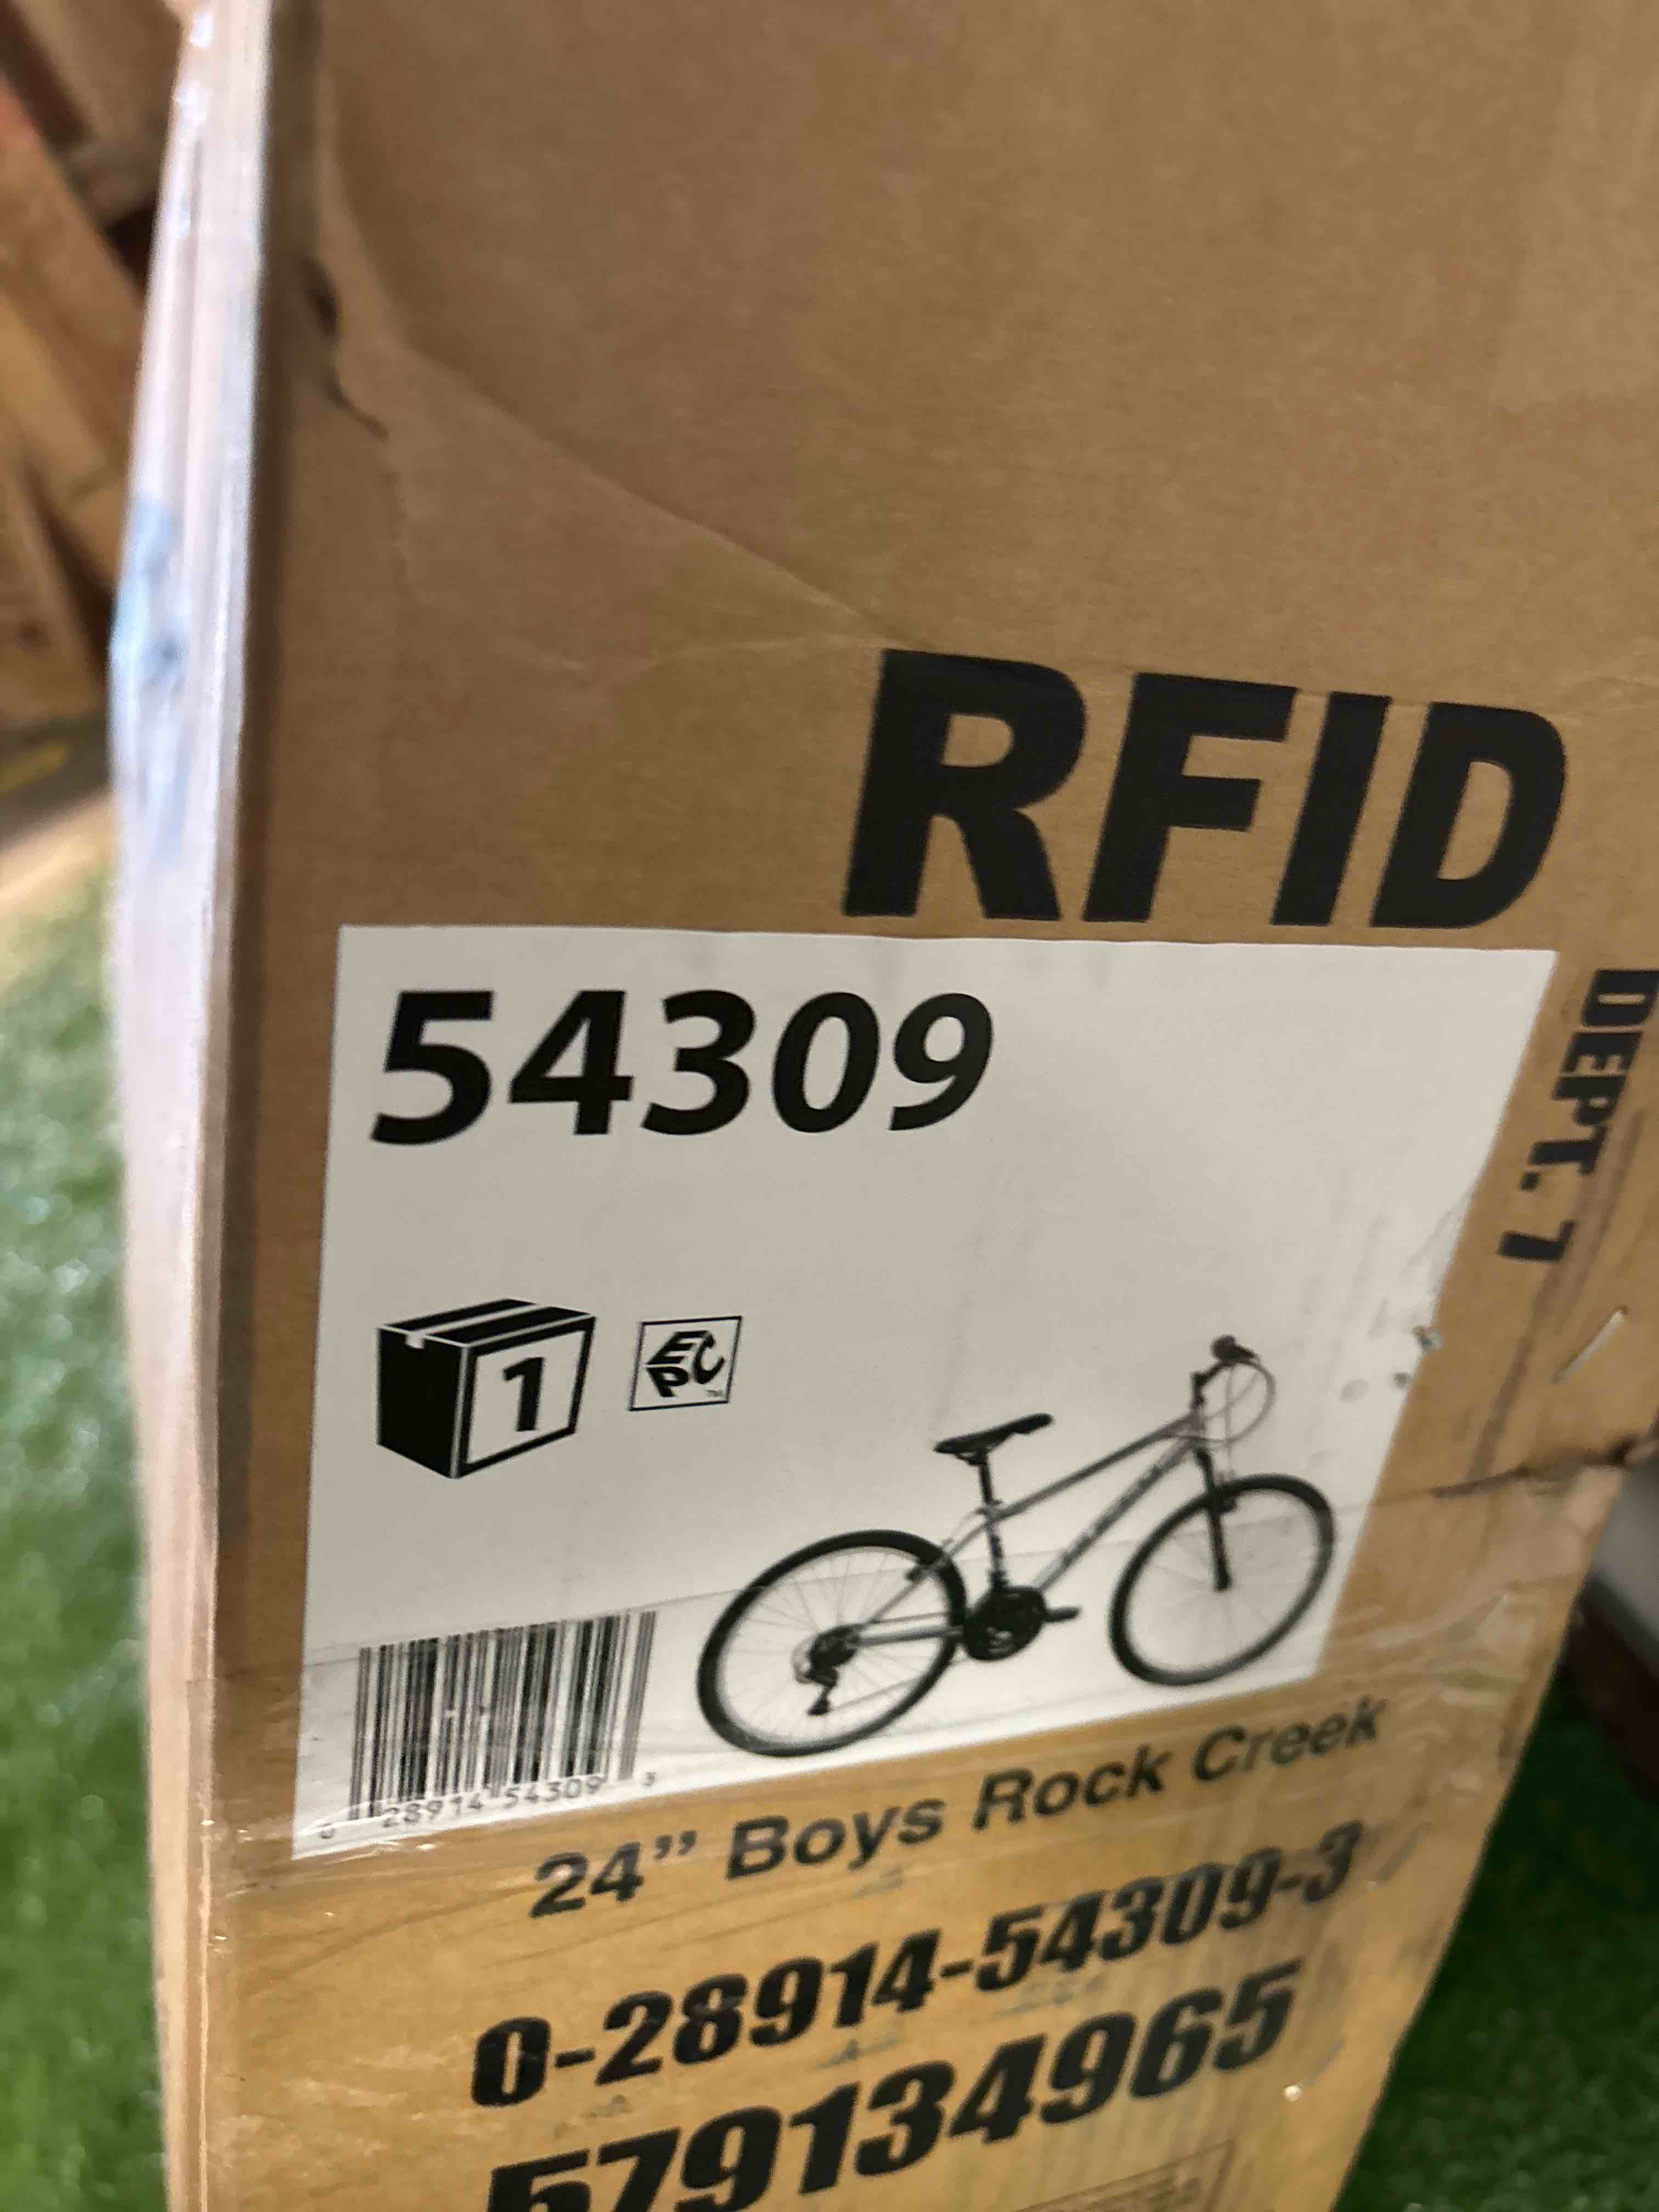 RFID
54309
DEPT. 7
1
EPC
TM
0 28914 54309 3
24” Boys Rock Creek
0-28914-54309-3
579134965